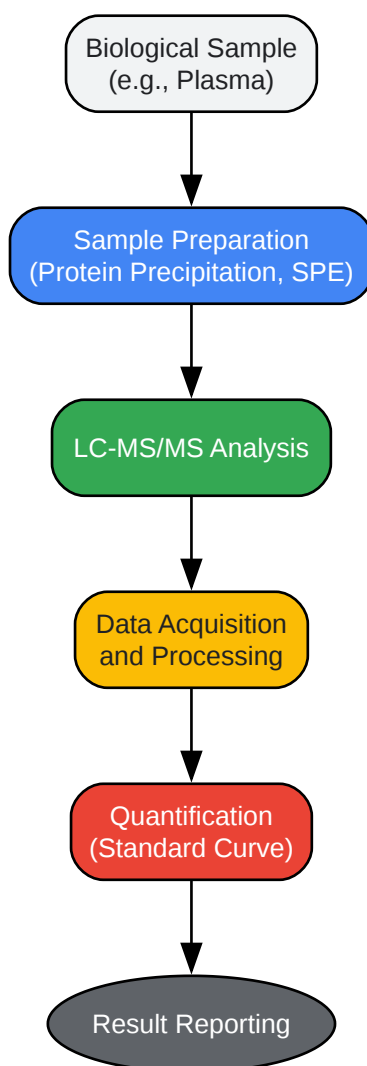 Biological Sample
(e.g., Plasma)
Sample Preparation
(Protein Precipitation, SPE)
LC-MS/MS Analysis
Data Acquisition
and Processing
Quantification
(Standard Curve)
Result Reporting